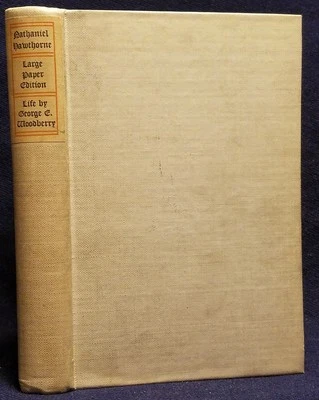 Nathaniel
Hawthorne
Large
Paper
Edition
Life by
George E.
Woodberry